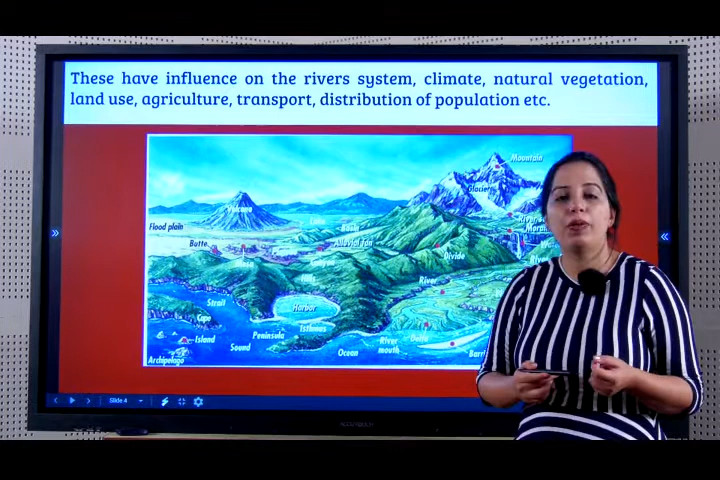 These have influence on the rivers system, climate, natural vegetation,
land use, agriculture, transport, distribution of population etc.
Mountain
Glacier
Volcano
Flood plain
Lake
Basin
Alluvial fan
Butte
Canyon
Divide
River
Strait
Cape
Harbor
Island
Sound
Peninsula
Isthmus
Ocean
River
mouth
Delta
Archipelago
Slide 4